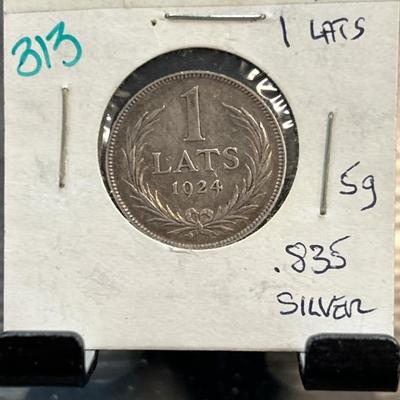 313
1 LATS
1
LATS
1924
5g
.835
SILVER